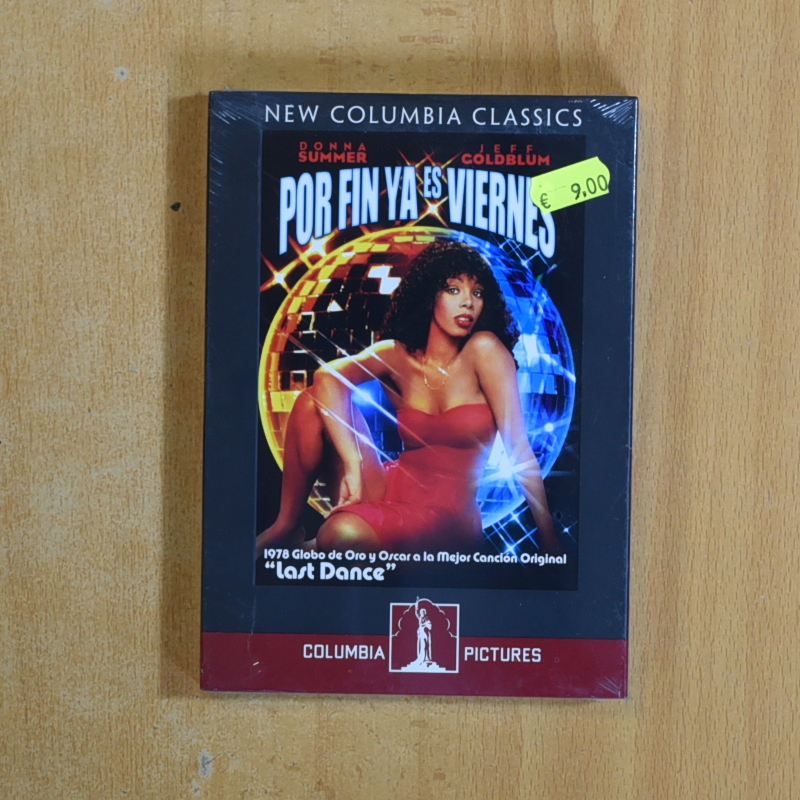 NEW COLUMBIA CLASSICS
DONNA SUMMER
JEFF GOLDBLUM
POR FIN YA ES VIERNES
€ 9,00
1978 Globo de Oro y Oscar a la Mejor Canción Original
“Last Dance”
COLUMBIA PICTURES